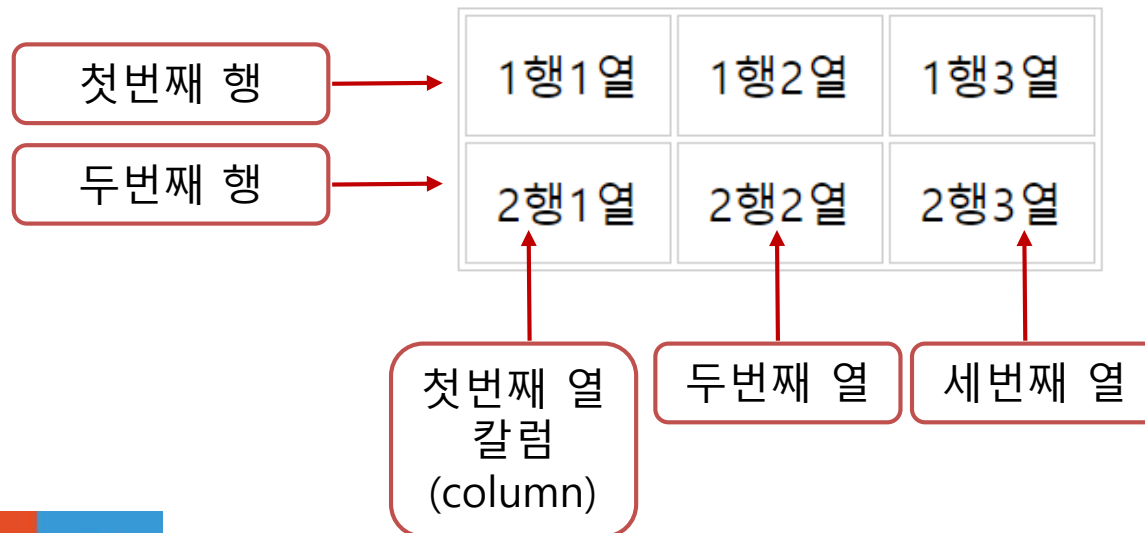 첫번째 행
1행1열 1행2열 1행3열
두번째 행
2행1열 2행2열 2행3열
첫번째 열
칼럼
(column)
두번째 열
세번째 열